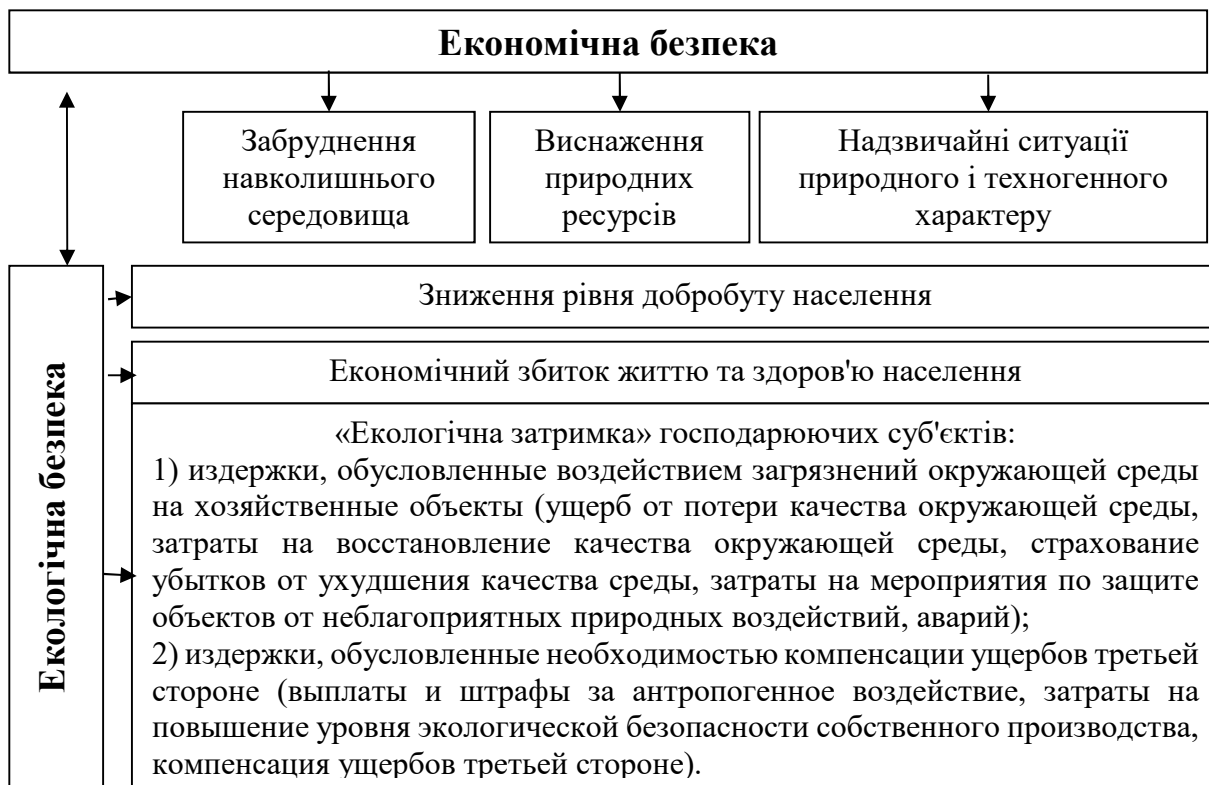 Економічна безпека
Забруднення
навколишнього
середовища
Виснаження
природних
ресурсів
Надзвичайні ситуації
природного і техногенного
характеру
Екологічна безпека
Зниження рівня добробуту населення
Економічний збиток життю та здоров'ю населення
«Екологічна затримка» господарюючих суб'єктів:
1) издержки, обусловленные воздействием загрязнений окружающей среды
на хозяйственные объекты (ущерб от потери качества окружающей среды,
затраты на восстановление качества окружающей среды, страхование
убытков от ухудшения качества среды, затраты на мероприятия по защите
объектов от неблагоприятных природных воздействий, аварий);
2) издержки, обусловленные необходимостью компенсации ущербов третьей
стороне (выплаты и штрафы за антропогенное воздействие, затраты на
повышение уровня экологической безопасности собственного производства,
компенсация ущербов третьей стороне).